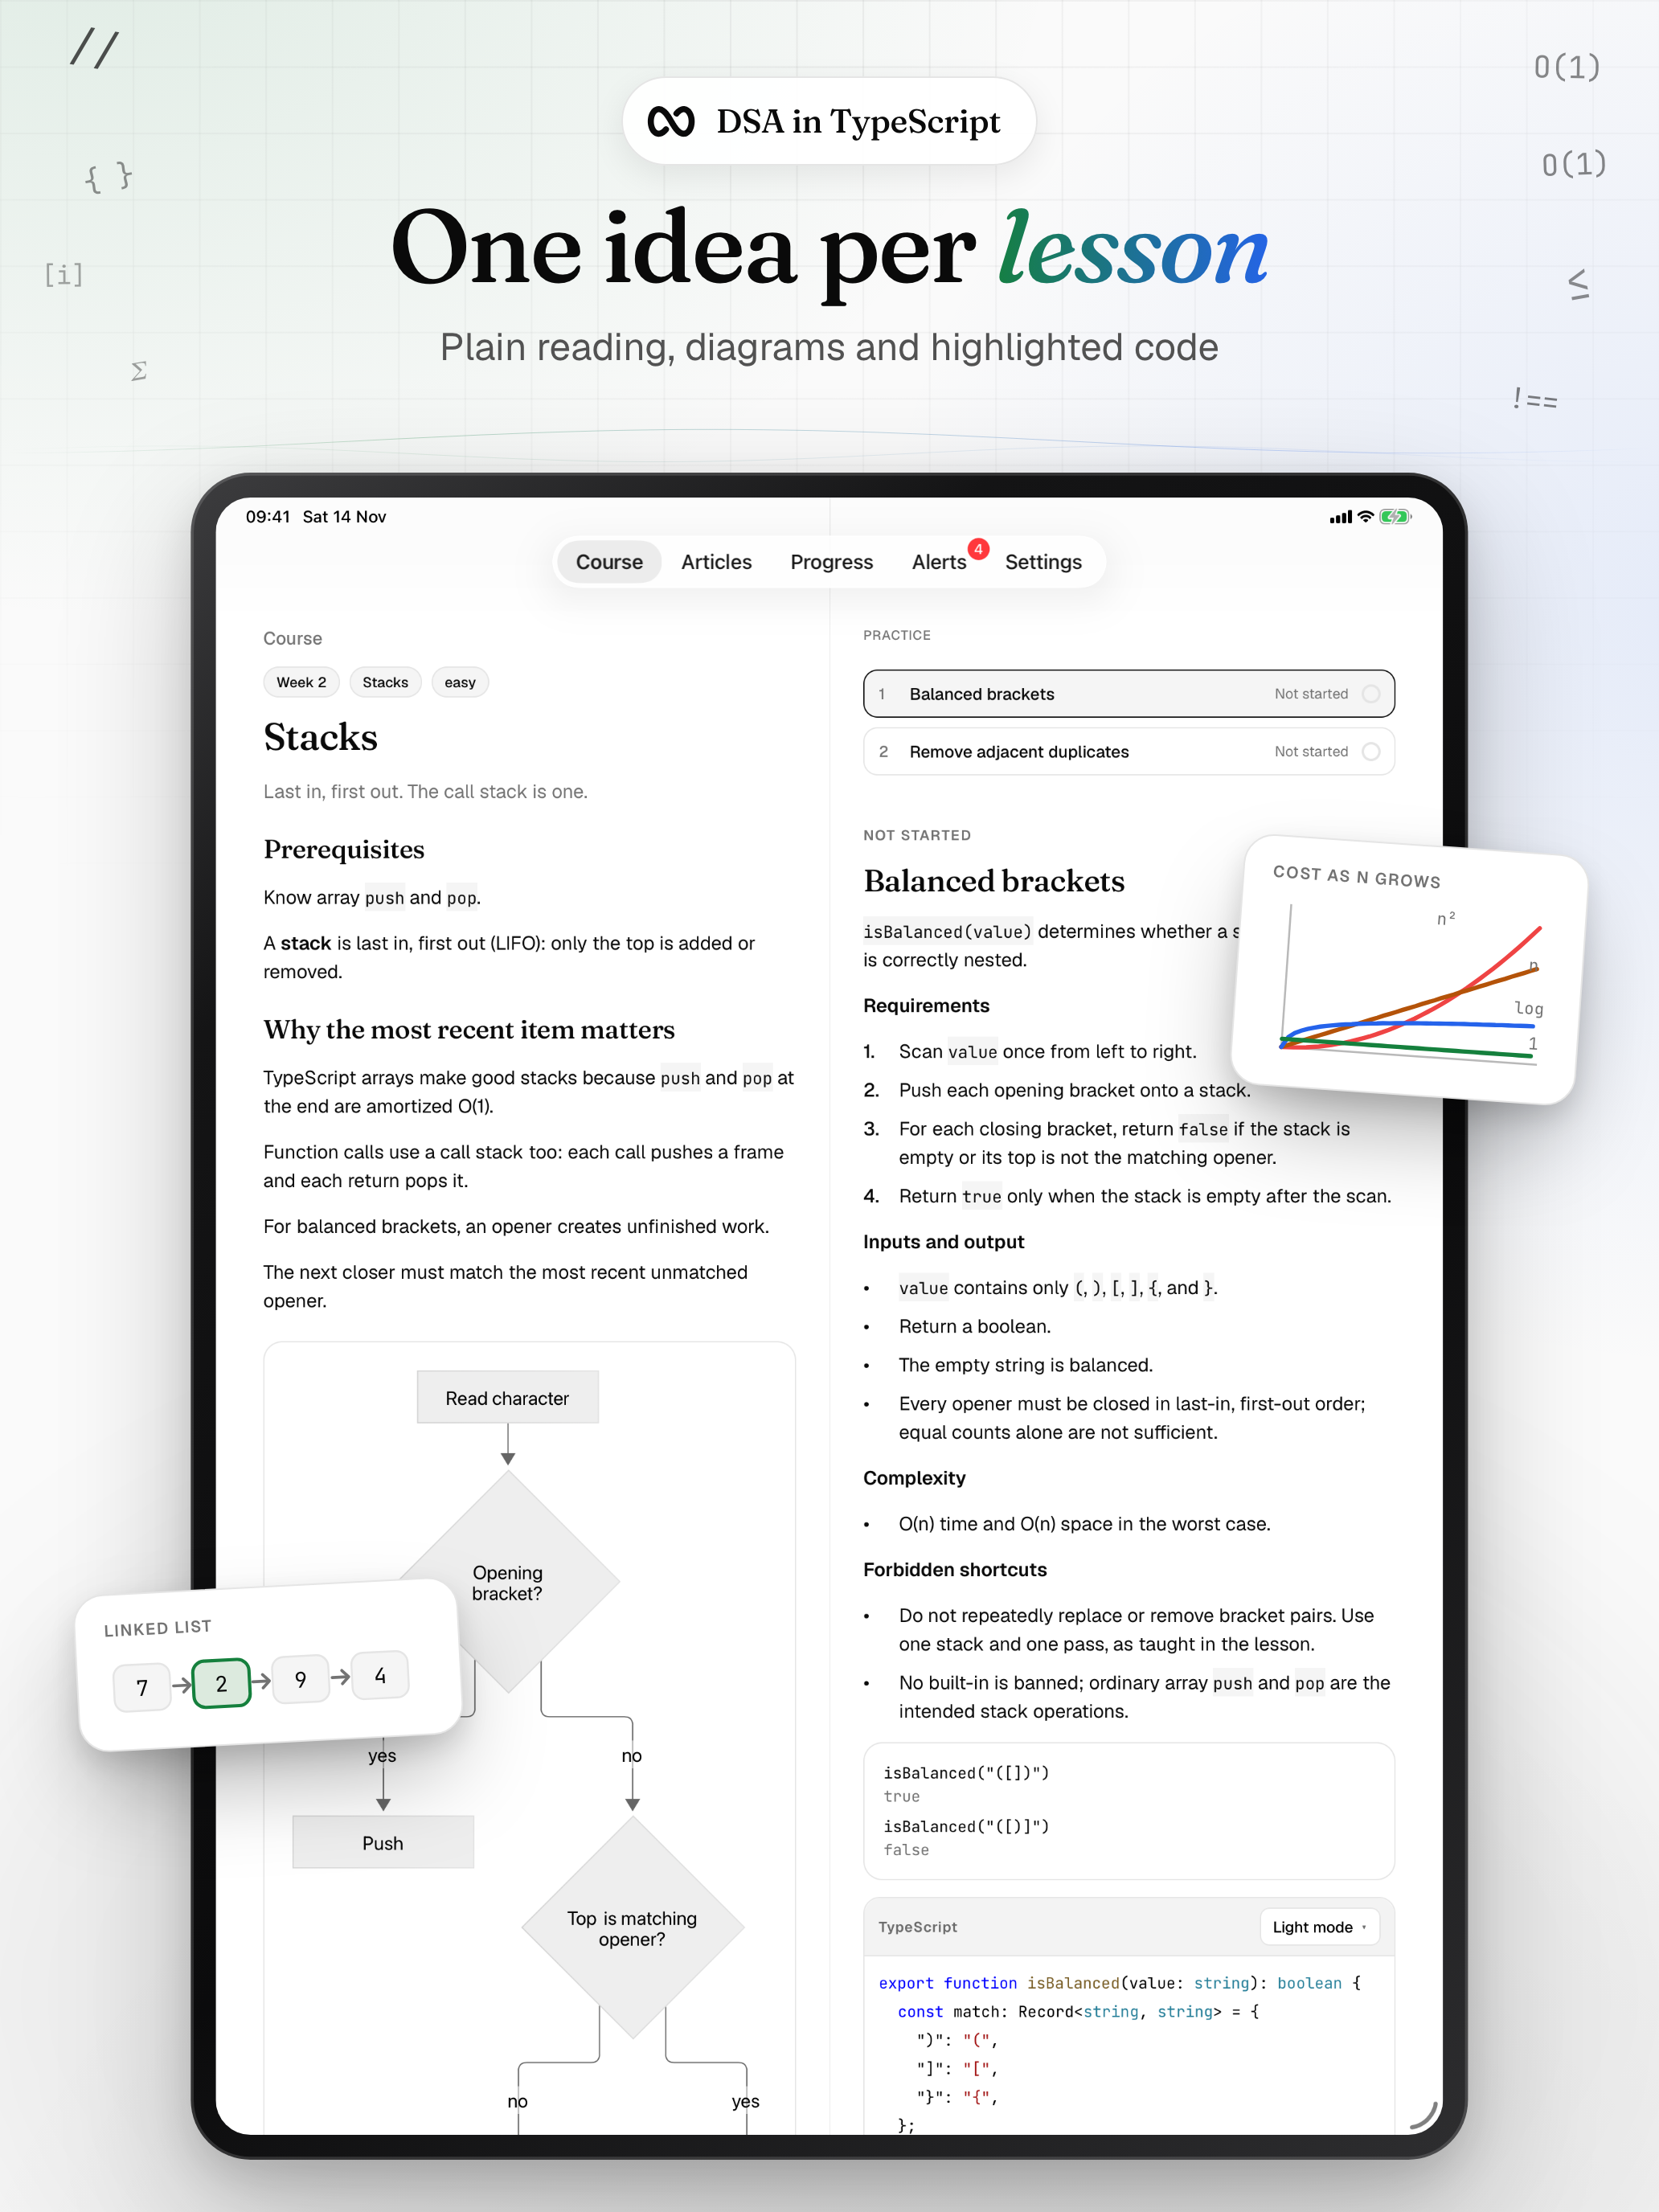 //
O(1)
DSA in TypeScript
{ }
O(1)
One idea per lesson
[i]
≤
Plain reading, diagrams and highlighted code
Σ
!==
09:41 Sat 14 Nov
Course
Articles
Progress
Alerts
4
Settings
Course
Week 2
Stacks
easy
Stacks
Last in, first out. The call stack is one.
Prerequisites
Know array push and pop.
A stack is last in, first out (LIFO): only the top is added or
removed.
Why the most recent item matters
TypeScript arrays make good stacks because push and pop at
the end are amortized O(1).
Function calls use a call stack too: each call pushes a frame
and each return pops it.
For balanced brackets, an opener creates unfinished work.
The next closer must match the most recent unmatched
opener.
Read character
Opening
bracket?
LINKED LIST
7
2
9
4
yes
no
Push
Top is matching
opener?
no
yes
PRACTICE
1 Balanced brackets Not started
2 Remove adjacent duplicates Not started
NOT STARTED
Balanced brackets
isBalanced(value) determines whether a s
is correctly nested.
COST AS N GROWS
n²
n
log
1
Requirements
1. Scan value once from left to right.
2. Push each opening bracket onto a stack.
3. For each closing bracket, return false if the stack is
empty or its top is not the matching opener.
4. Return true only when the stack is empty after the scan.
Inputs and output
• value contains only (, ), [, ], {, and }.
• Return a boolean.
• The empty string is balanced.
• Every opener must be closed in last-in, first-out order;
equal counts alone are not sufficient.
Complexity
• O(n) time and O(n) space in the worst case.
Forbidden shortcuts
• Do not repeatedly replace or remove bracket pairs. Use
one stack and one pass, as taught in the lesson.
• No built-in is banned; ordinary array push and pop are the
intended stack operations.
isBalanced("([])")
true
isBalanced("([)]")
false
TypeScript
Light mode
export function isBalanced(value: string): boolean {
const match: Record<string, string> = {
")": "(",
"]": "[",
"}": "{",
};